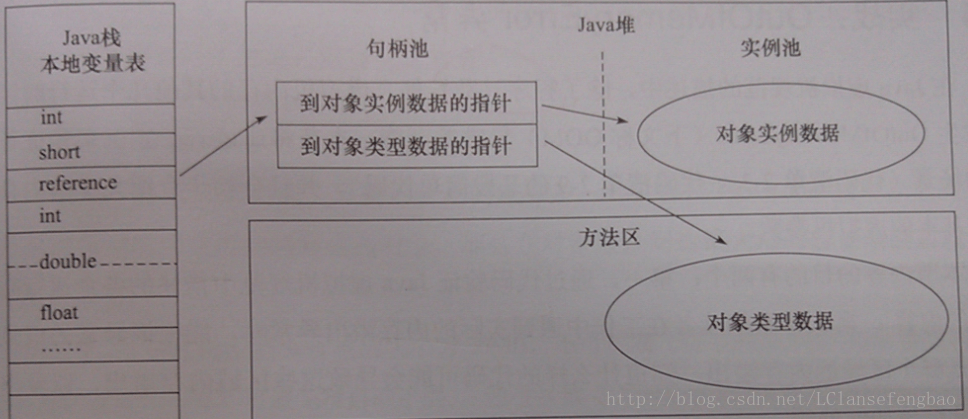 Java栈
本地变量表
int
short
reference
int
double
float
……
Java堆
句柄池
实例池
到对象实例数据的指针
到对象类型数据的指针
对象实例数据
方法区
对象类型数据
http://blog.csdn.net/LClansefengbao